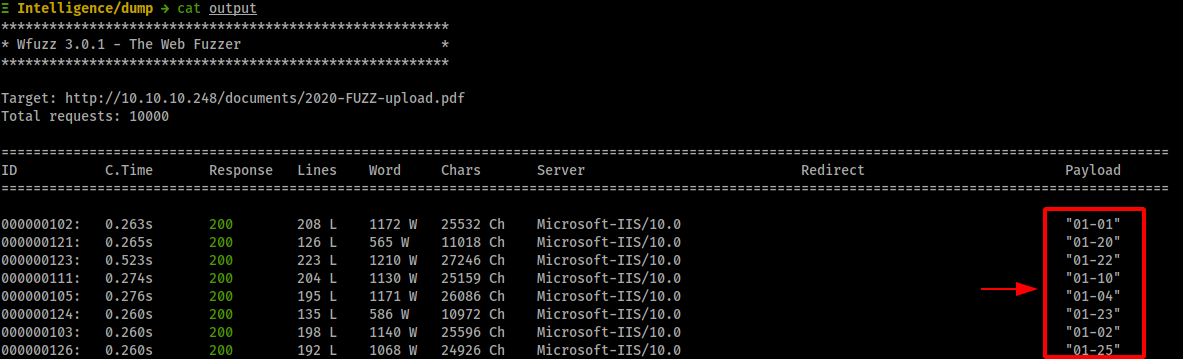 Ξ Intelligence/dump → cat output
********************************************************
* Wfuzz 3.0.1 - The Web Fuzzer                         *
********************************************************

Target: http://10.10.10.248/documents/2020-FUZZ-upload.pdf
Total requests: 10000

==================================================================================================================================================
ID           C.Time       Response   Lines    Word     Chars       Server                           Redirect                         Payload
==================================================================================================================================================

000000102:   0.263s       200        208 L    1172 W   25532 Ch    Microsoft-IIS/10.0                                                "01-01"
000000121:   0.265s       200        126 L    565 W    11018 Ch    Microsoft-IIS/10.0                                                "01-20"
000000123:   0.523s       200        223 L    1210 W   27246 Ch    Microsoft-IIS/10.0                                                "01-22"
000000111:   0.274s       200        204 L    1130 W   25159 Ch    Microsoft-IIS/10.0                                                "01-10"
000000105:   0.276s       200        195 L    1171 W   26086 Ch    Microsoft-IIS/10.0                                                "01-04"
000000124:   0.260s       200        135 L    586 W    10972 Ch    Microsoft-IIS/10.0                                                "01-23"
000000103:   0.260s       200        198 L    1140 W   25596 Ch    Microsoft-IIS/10.0                                                "01-02"
000000126:   0.260s       200        192 L    1068 W   24926 Ch    Microsoft-IIS/10.0                                                "01-25"